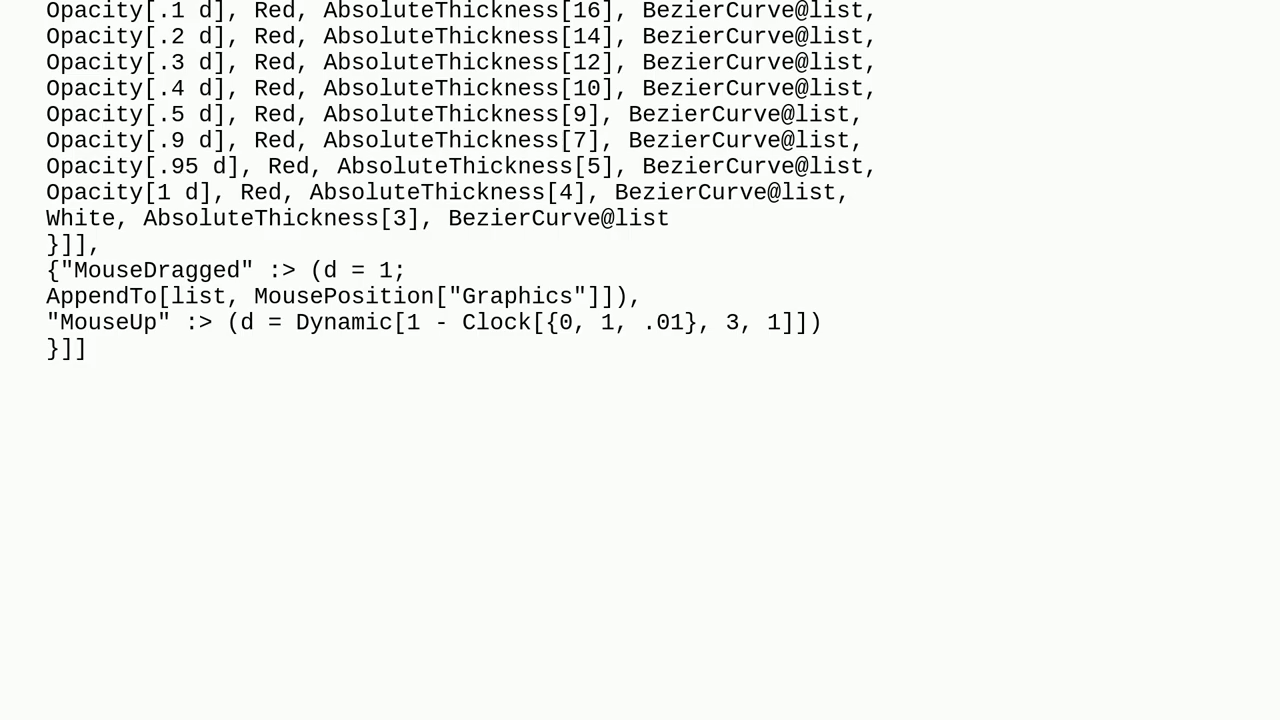 Opacity[.1 d], Red, AbsoluteThickness[16], BezierCurve@list,
Opacity[.2 d], Red, AbsoluteThickness[14], BezierCurve@list,
Opacity[.3 d], Red, AbsoluteThickness[12], BezierCurve@list,
Opacity[.4 d], Red, AbsoluteThickness[10], BezierCurve@list,
Opacity[.5 d], Red, AbsoluteThickness[9], BezierCurve@list,
Opacity[.9 d], Red, AbsoluteThickness[7], BezierCurve@list,
Opacity[.95 d], Red, AbsoluteThickness[5], BezierCurve@list,
Opacity[1 d], Red, AbsoluteThickness[4], BezierCurve@list,
White, AbsoluteThickness[3], BezierCurve@list
}]],
{"MouseDragged" :> (d = 1;
AppendTo[list, MousePosition["Graphics"]]),
"MouseUp" :> (d = Dynamic[1 - Clock[{0, 1, .01}, 3, 1]])
}]]